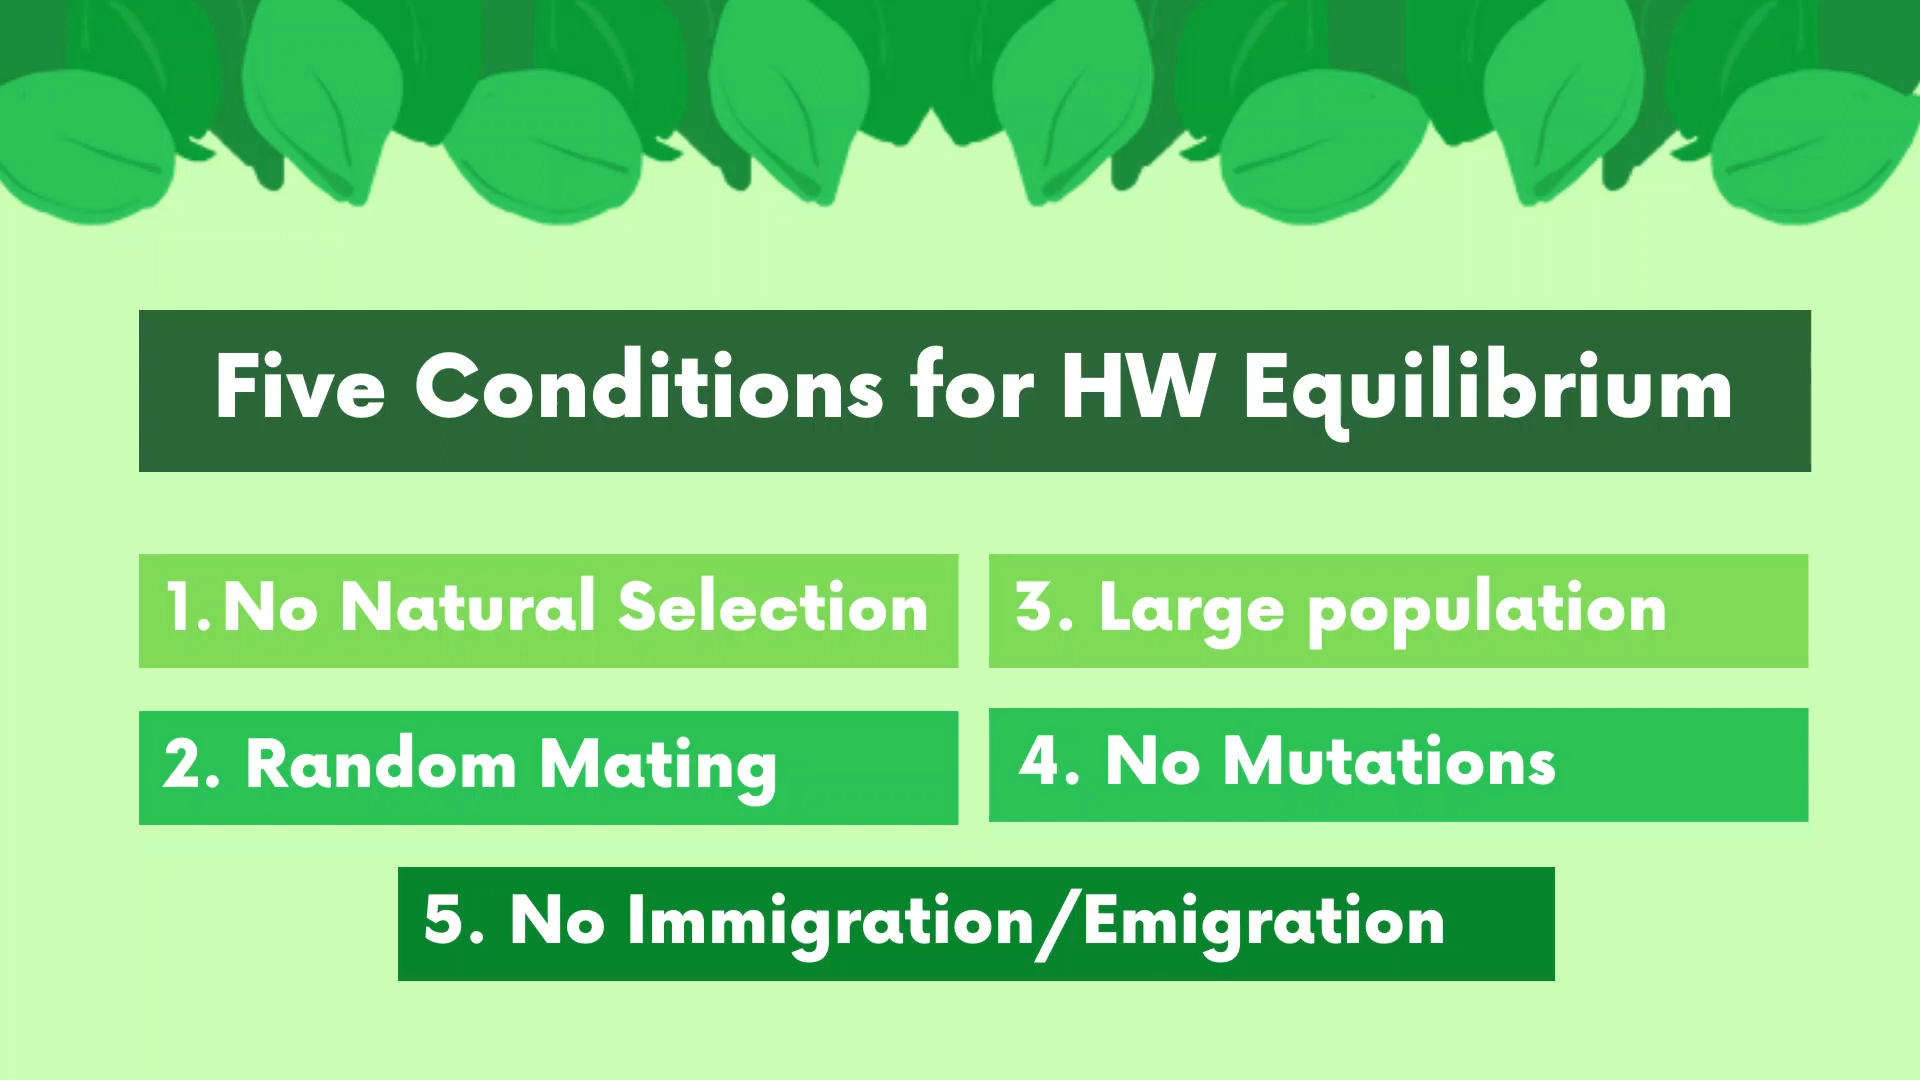 Five Conditions for HW Equilibrium
1. No Natural Selection
2. Random Mating
3. Large population
4. No Mutations
5. No Immigration/Emigration